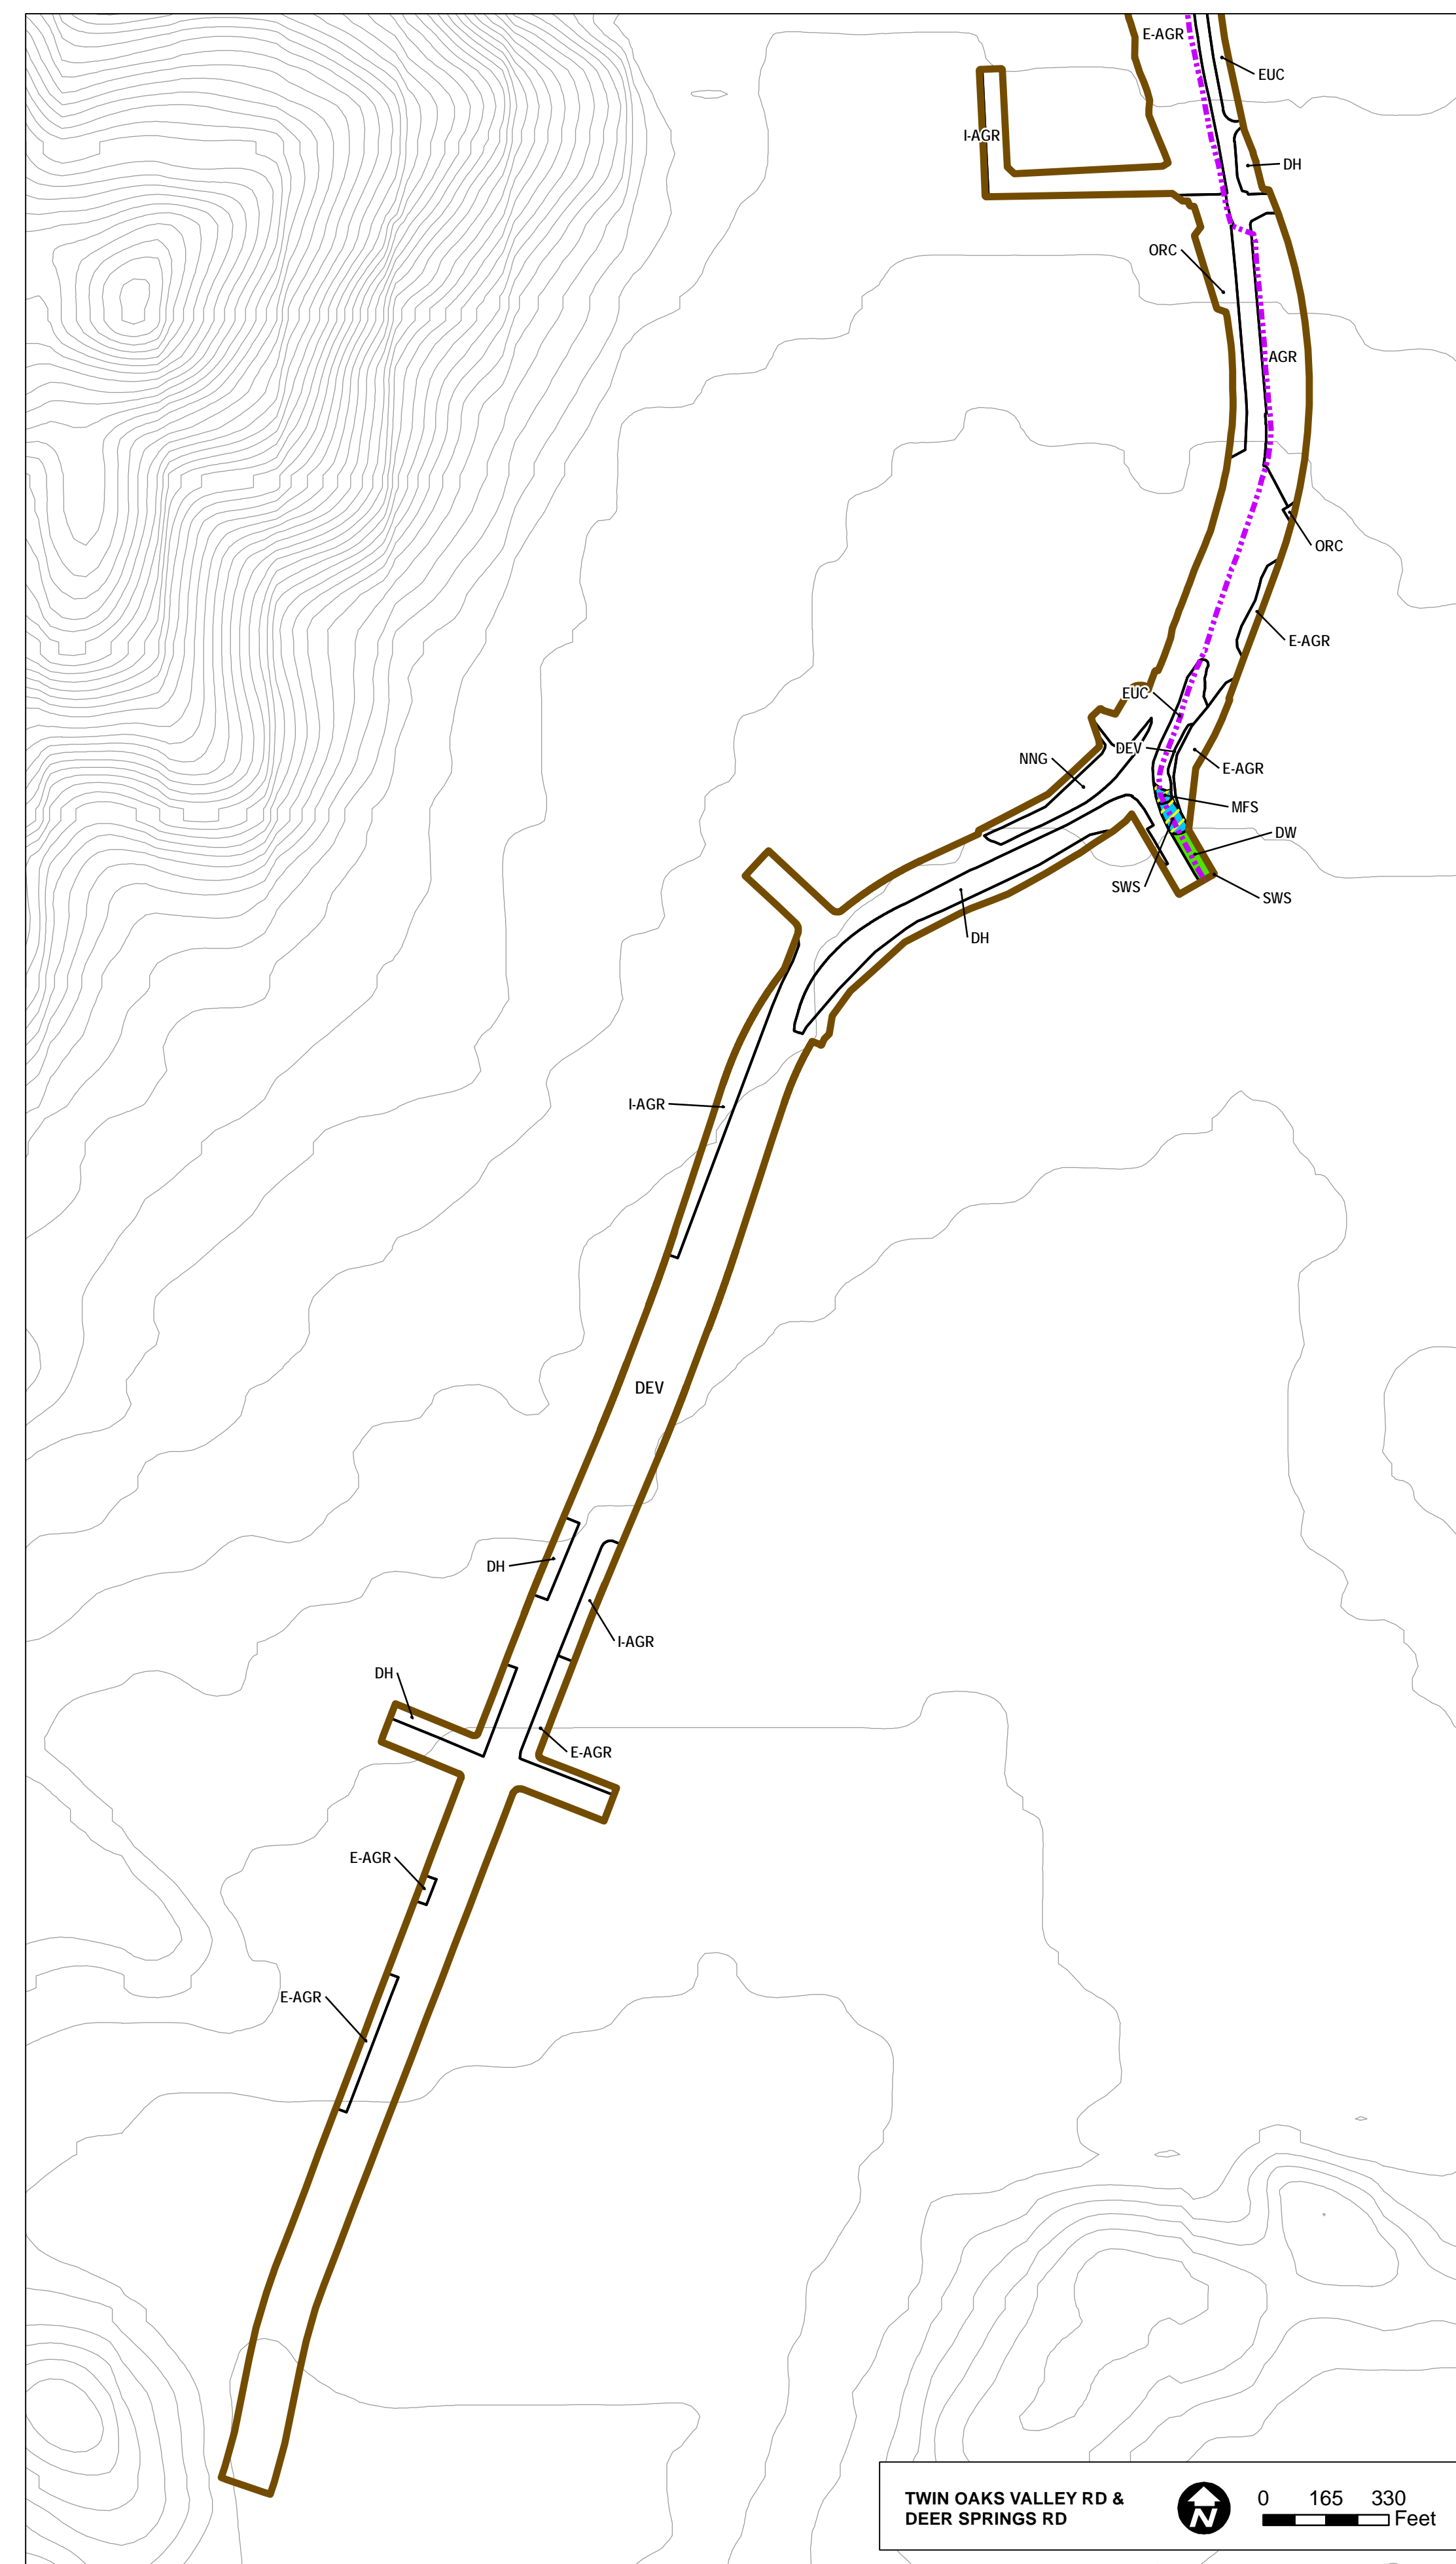 E-AGR
EUC
I-AGR
DH
ORC
AGR
ORC
E-AGR
EUC
DEV
NNG
E-AGR
MFS
DW
SWS
SWS
DH
I-AGR
DEV
DH
I-AGR
DH
E-AGR
E-AGR
E-AGR
TWIN OAKS VALLEY RD &
DEER SPRINGS RD
N
0 165 330
Feet